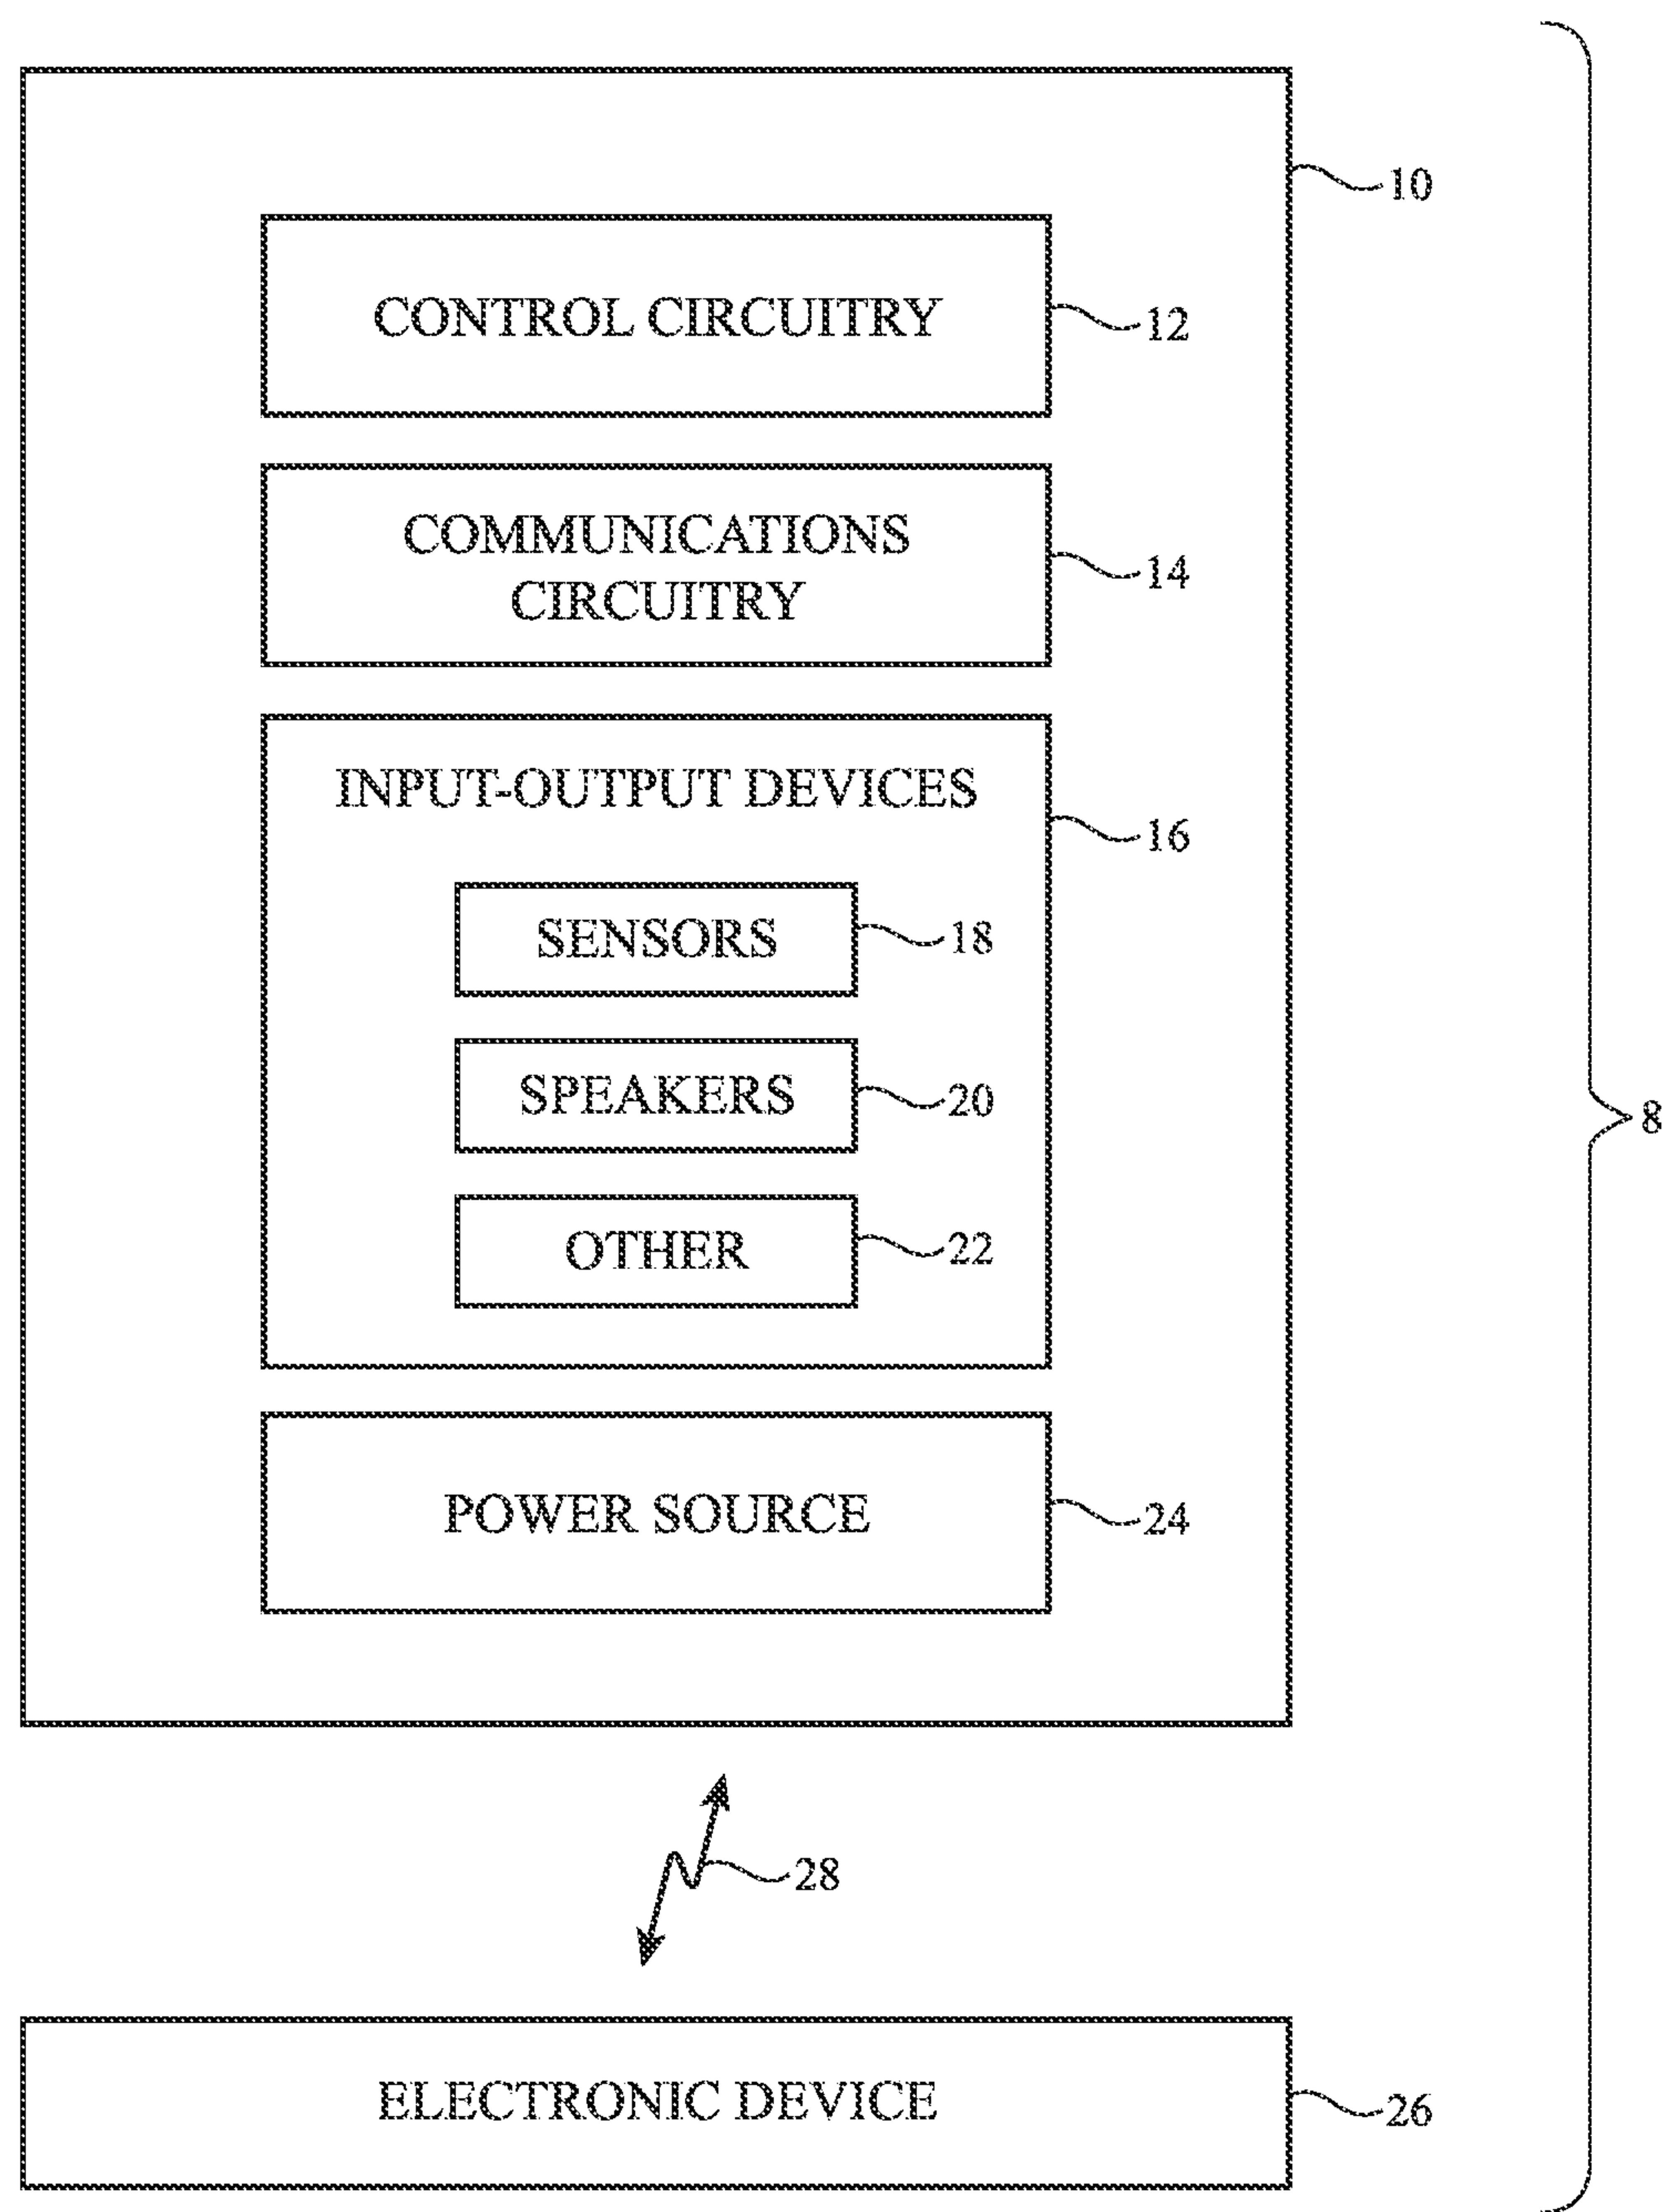 10
CONTROL CIRCUITRY
12
COMMUNICATIONS
CIRCUITRY
14
INPUT-OUTPUT DEVICES
16
SENSORS
18
SPEAKERS
20
8
OTHER
22
POWER SOURCE
24
28
ELECTRONIC DEVICE
26